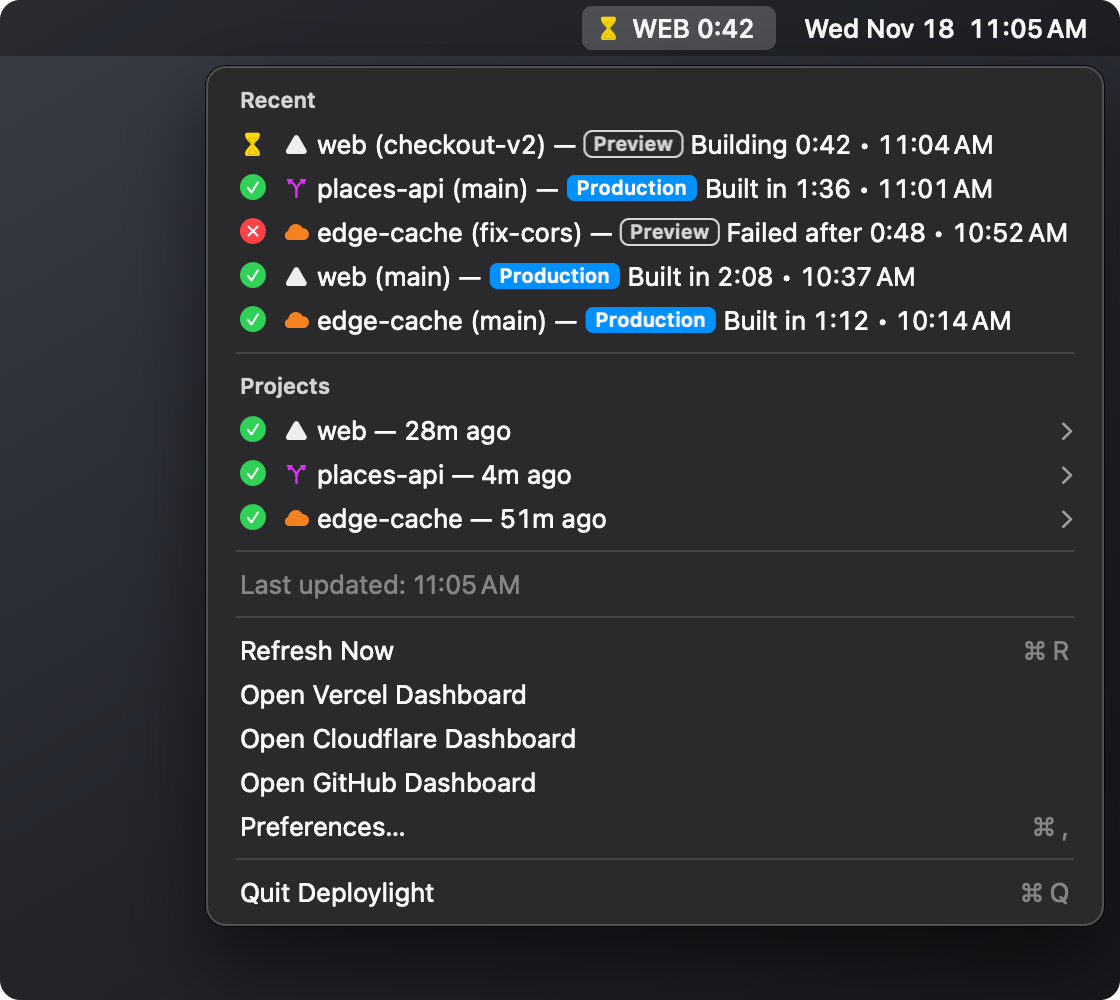 WEB 0:42 Wed Nov 18 11:05 AM
Recent
web (checkout-v2) — Preview Building 0:42 • 11:04 AM
places-api (main) — Production Built in 1:36 • 11:01 AM
edge-cache (fix-cors) — Preview Failed after 0:48 • 10:52 AM
web (main) — Production Built in 2:08 • 10:37 AM
edge-cache (main) — Production Built in 1:12 • 10:14 AM
Projects
web — 28m ago
places-api — 4m ago
edge-cache — 51m ago
Last updated: 11:05 AM
Refresh Now ⌘ R
Open Vercel Dashboard
Open Cloudflare Dashboard
Open GitHub Dashboard
Preferences... ⌘ ,
Quit Deploylight ⌘ Q